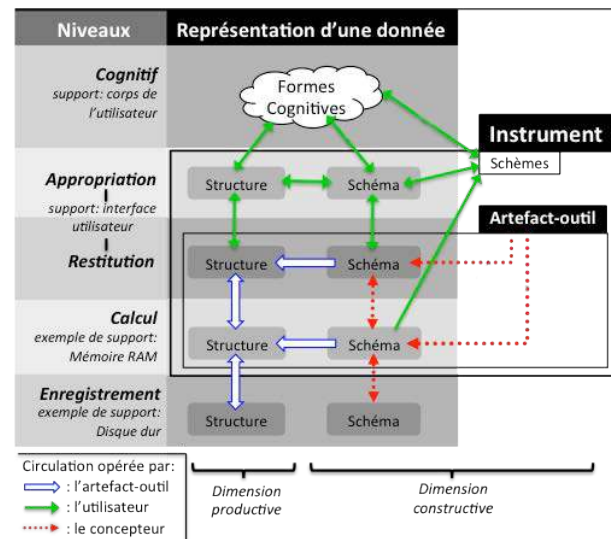 Niveaux
Représentation d'une donnée
Cognitif
support: corps de
l'utilisateur
Formes
Cognitives
Instrument
Schèmes
Appropriation
support: interface
utilisateur
Structure
Schéma
Artefact-outil
Restitution
Structure
Schéma
Calcul
exemple de support:
Mémoire RAM
Structure
Schéma
Enregistrement
exemple de support:
Disque dur
Structure
Schéma
Circulation opérée par:
: l'artefact-outil
: l'utilisateur
: le concepteur
Dimension
productive
Dimension
constructive